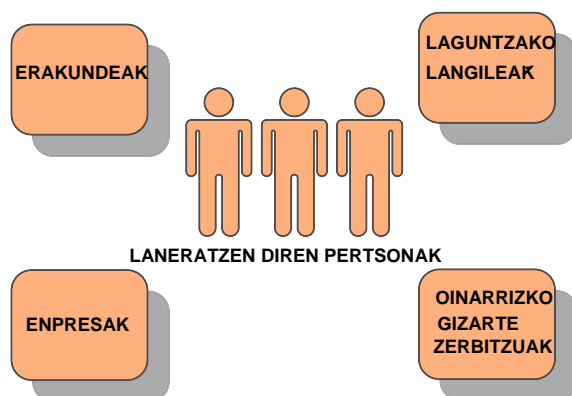 ERAKUNDEAK
LAGUNTZAKO
LANGILEAK
LANERATZEN DIREN PERTSONAK
ENPRESAK
OINARRIZKO
GIZARTE
ZERBITZUAK